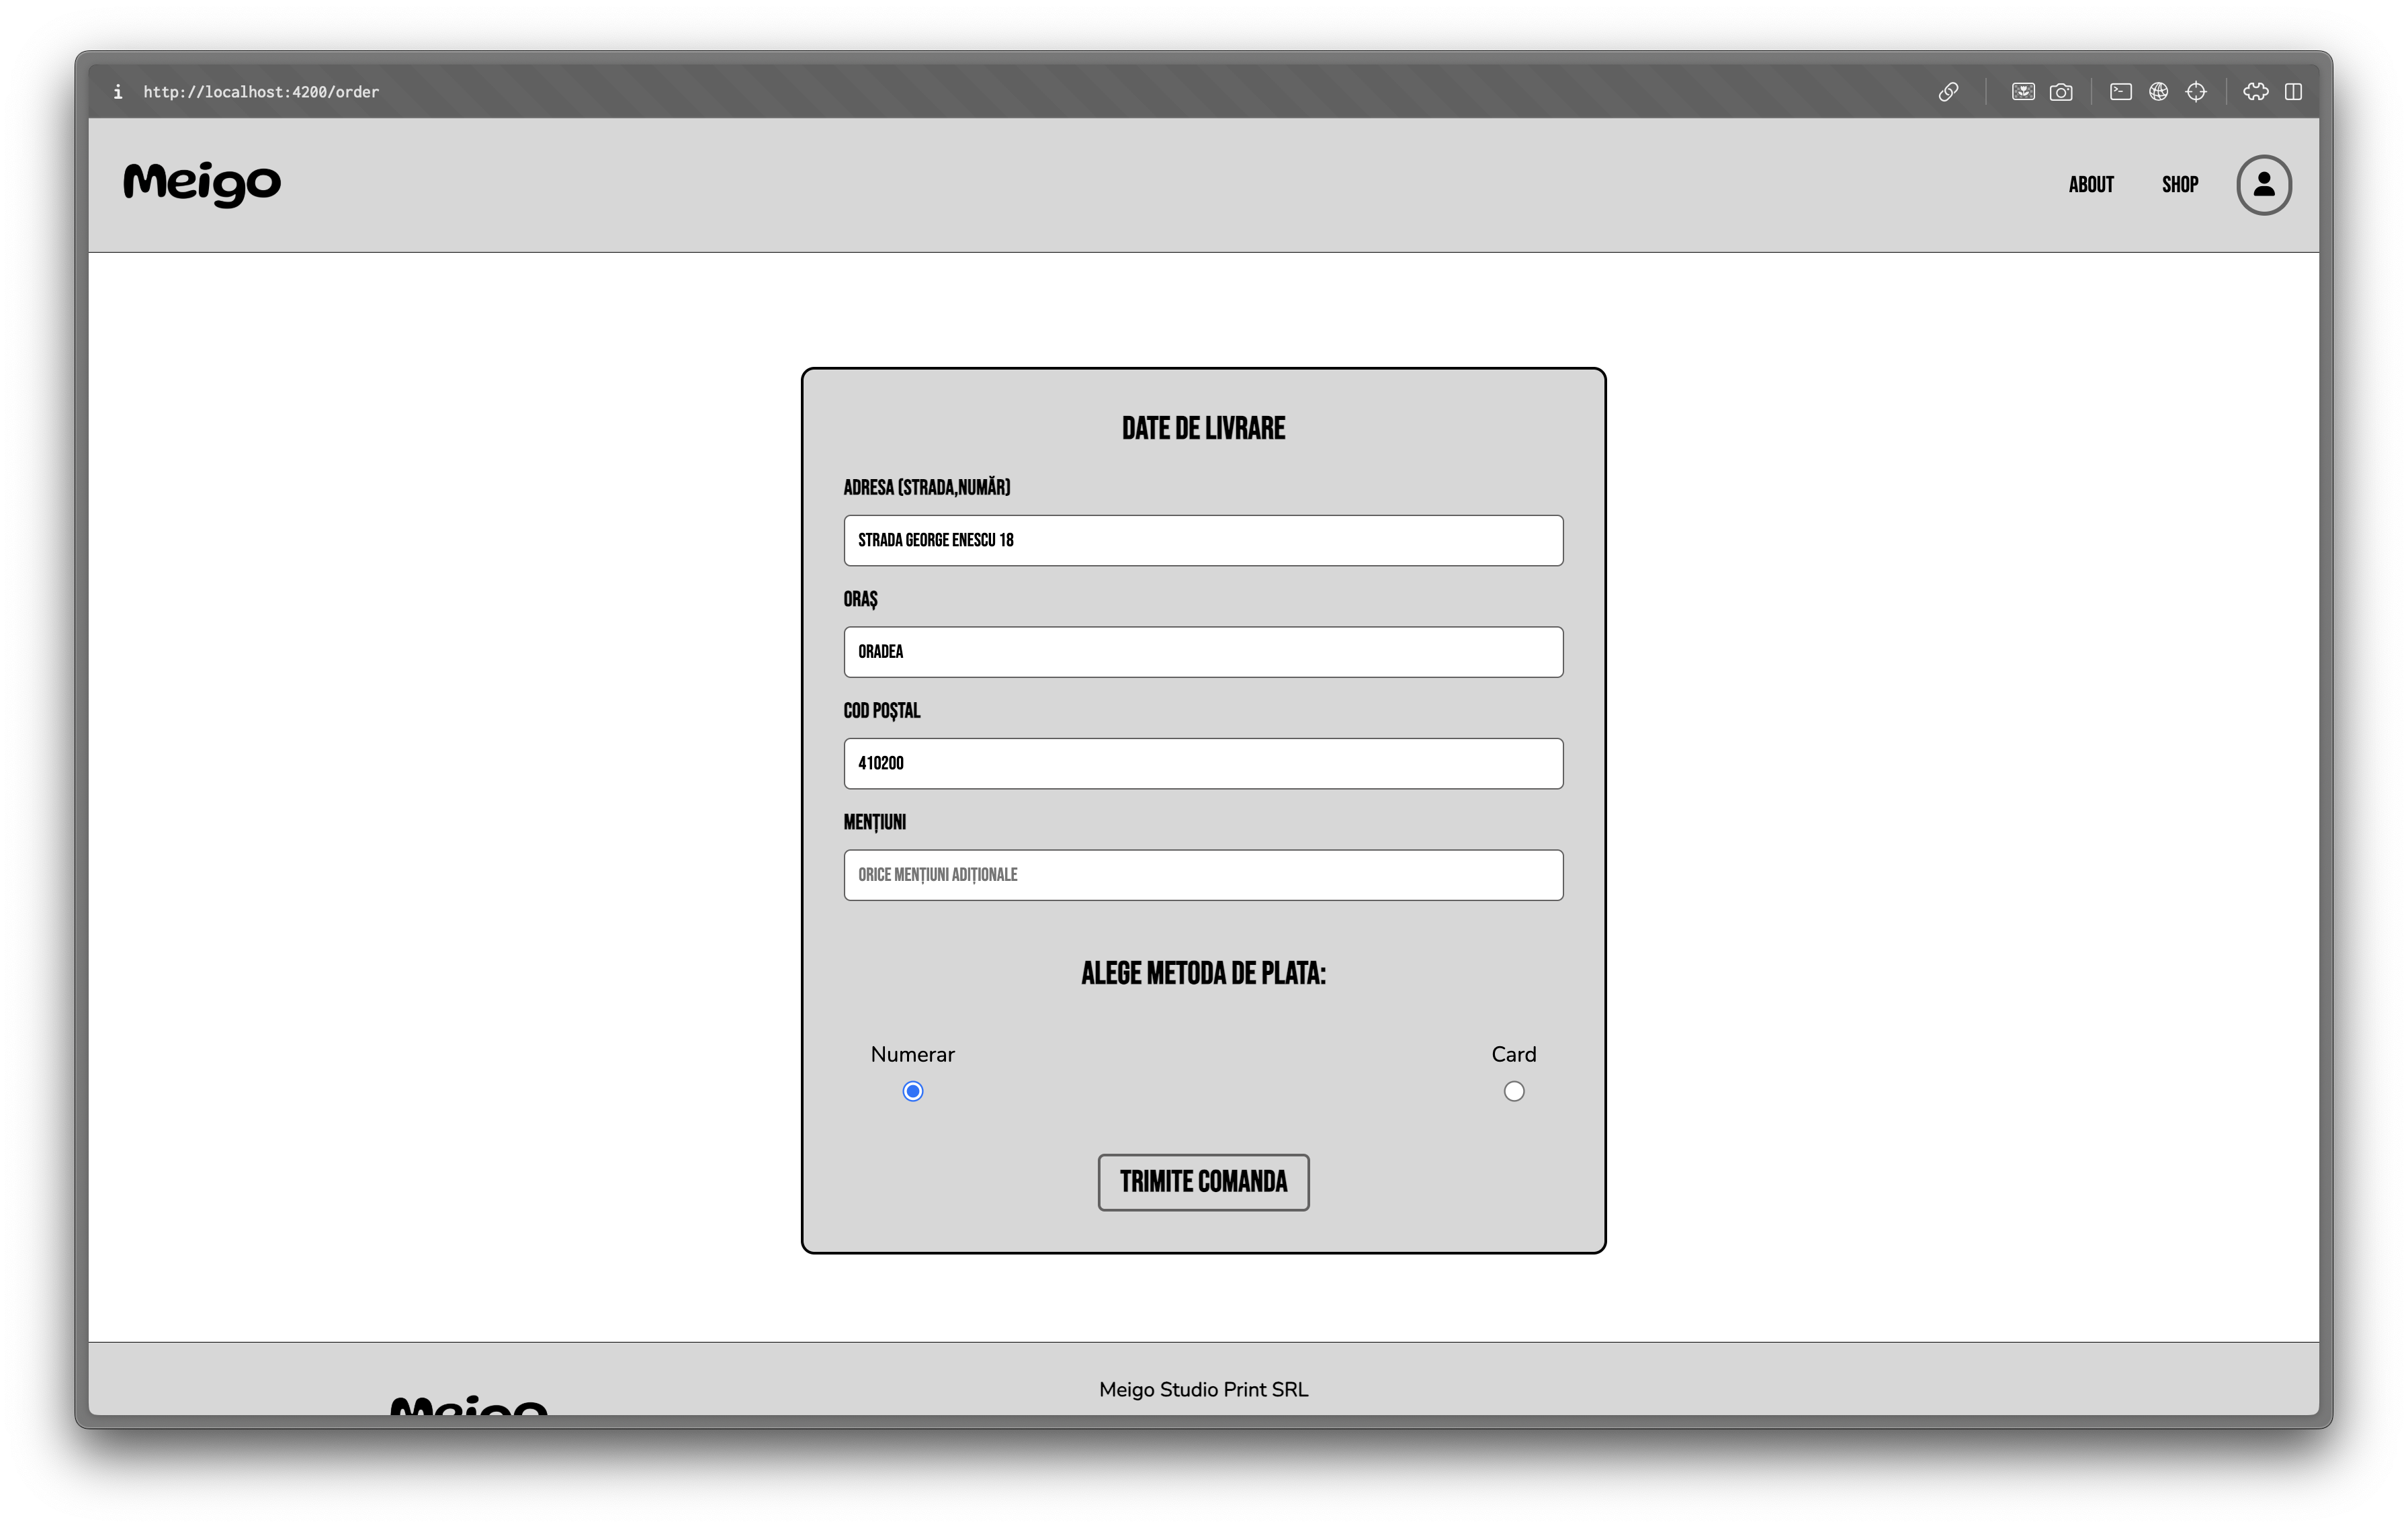 i http://localhost:4200/order
Meigo
ABOUT SHOP
DATE DE LIVRARE
ADRESA (STRADA,NUMĂR)
STRADA GEORGE ENESCU 18
ORAȘ
ORADEA
COD POȘTAL
410200
MENȚIUNI
ORICE MENȚIUNI ADIȚIONALE
ALEGE METODA DE PLATA:
Numerar Card
TRIMITE COMANDA
Meigo Studio Print SRL
Meigo